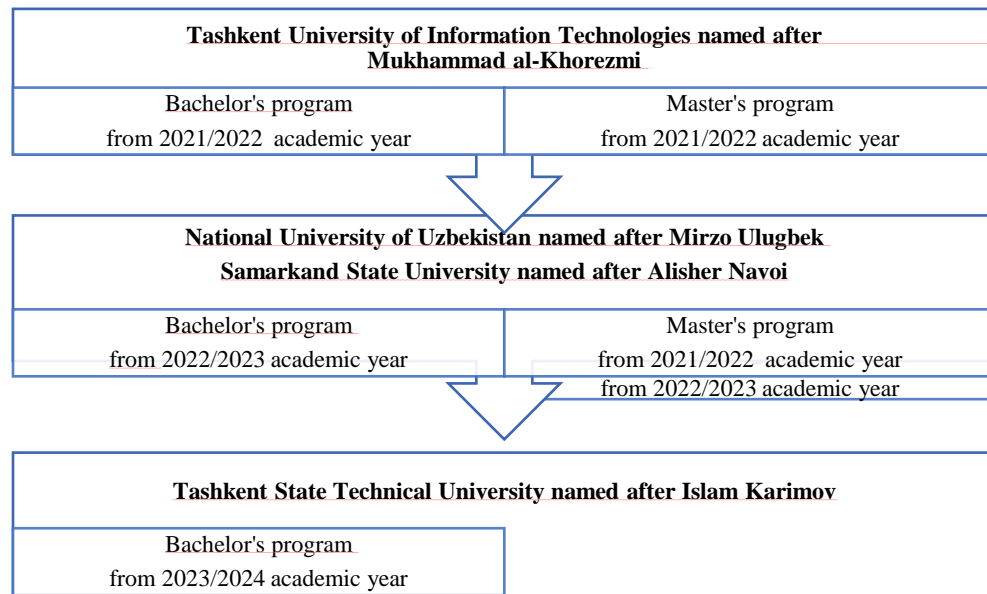 Tashkent University of Information Technologies named after
Mukhammad al-Khorezmi
Bachelor's program
from 2021/2022 academic year
Master's program
from 2021/2022 academic year
National University of Uzbekistan named after Mirzo Ulugbek
Samarkand State University named after Alisher Navoi
Bachelor's program
from 2022/2023 academic year
Master's program
from 2021/2022 academic year
from 2022/2023 academic year
Tashkent State Technical University named after Islam Karimov
Bachelor's program
from 2023/2024 academic year